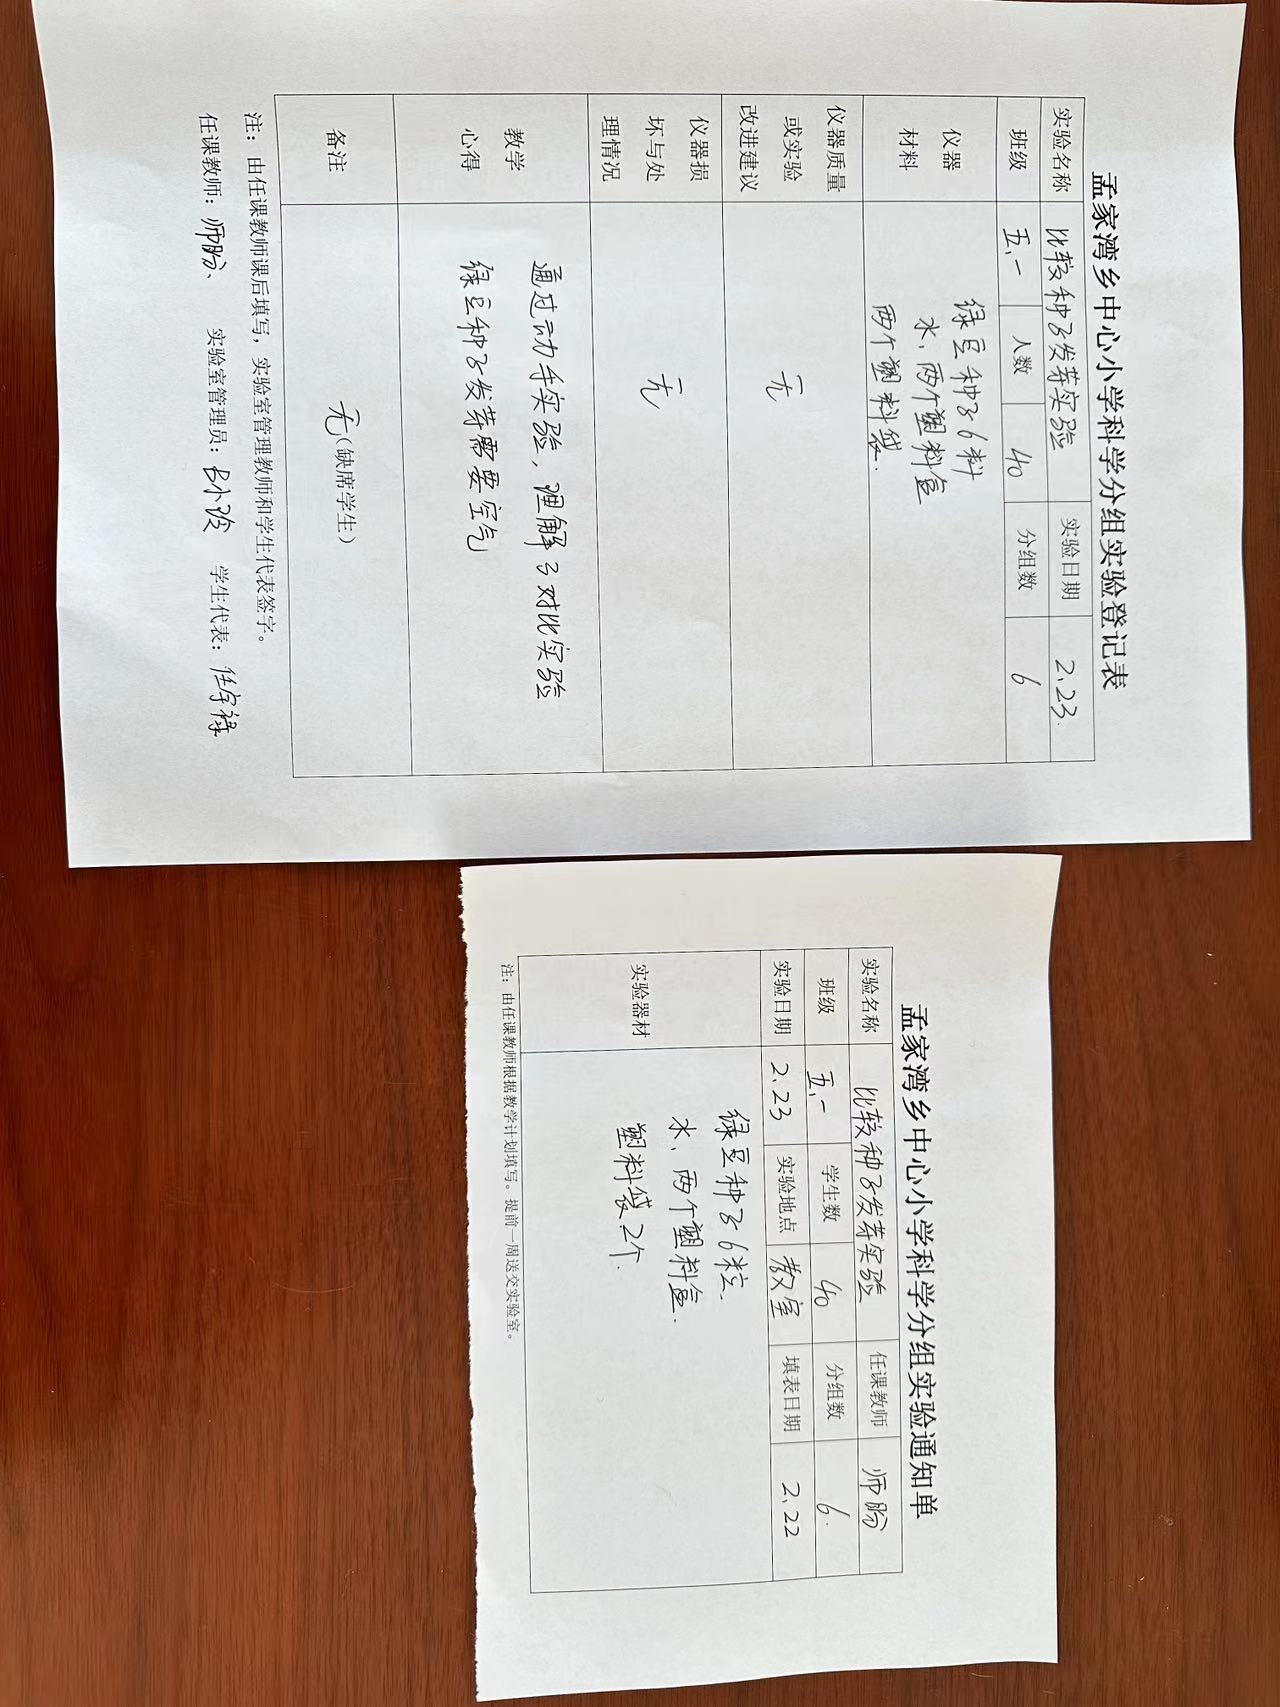 孟家湾乡中心小学科学分组实验登记表
实验名称 比较种子发芽实验 实验日期 2.23.
班级 五、一 人数 40 分组数 6
仪器材料
绿豆种子6料
水、两个塑料盒
两个塑料袋.
仪器质量或实验改进建议 无
仪器损坏与处理情况 无
教学心得
通过动手实验，理解了对比实验
绿豆种子发芽需要空气
备注 无（缺席学生）
注：由任课教师课后填写，实验室管理教师和学生代表签字。
任课教师：师盼、 实验室管理员： 学生代表：任宇禄
孟家湾乡中心小学科学分组实验通知单
实验名称 比较种子发芽实验 任课教师 师盼
班级 五、一 学生数 40 分组数 6.
实验日期 2、23 实验地点 教室 填表日期 2、22
实验器材
绿豆种子6粒.
水、两个塑料盒.
塑料袋2个.
注：由任课教师根据教学计划填写。提前一周送交实验室。